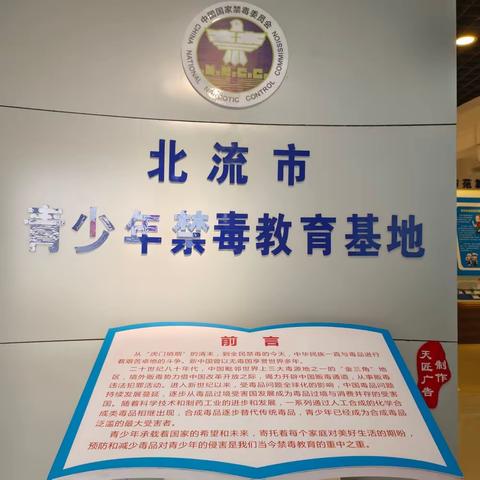 中国国家禁毒委员会
CHINA NATIONAL NARCOTIC CONTROL COMMISSION
N.N.C.C.
北流市
青少年禁毒教育基地
前言
从“虎门销烟”的清末,到全民禁毒的今天,中华民族一直与毒品进行
着艰苦卓绝的斗争。新中国曾以无毒国享誉世界多年。
二十世纪八十年代,中国毗邻世界上三大毒源地之一的“金三角”地
区,境外贩毒势力借中国改革开放之际,竭力开辟中国贩毒通道,从事贩毒
违法犯罪活动。进入新世纪以来,受毒品问题全球化的影响,中国毒品问题
持续发展蔓延,逐步从毒品过境受害国发展成为毒品过境与消费并存的受害
国。随着科学技术和制药工业的进步和发展,一系列通过人工合成的化学合
成类毒品相继出现,合成毒品逐步替代传统毒品,青少年已经成为合成毒品
泛滥的最大受害者。
青少年承载着国家的希望和未来,寄托着每个家庭对美好生活的期盼,
预防和减少毒品对青少年的侵害是我们当今禁毒教育的重中之重。
天匠广告
制作